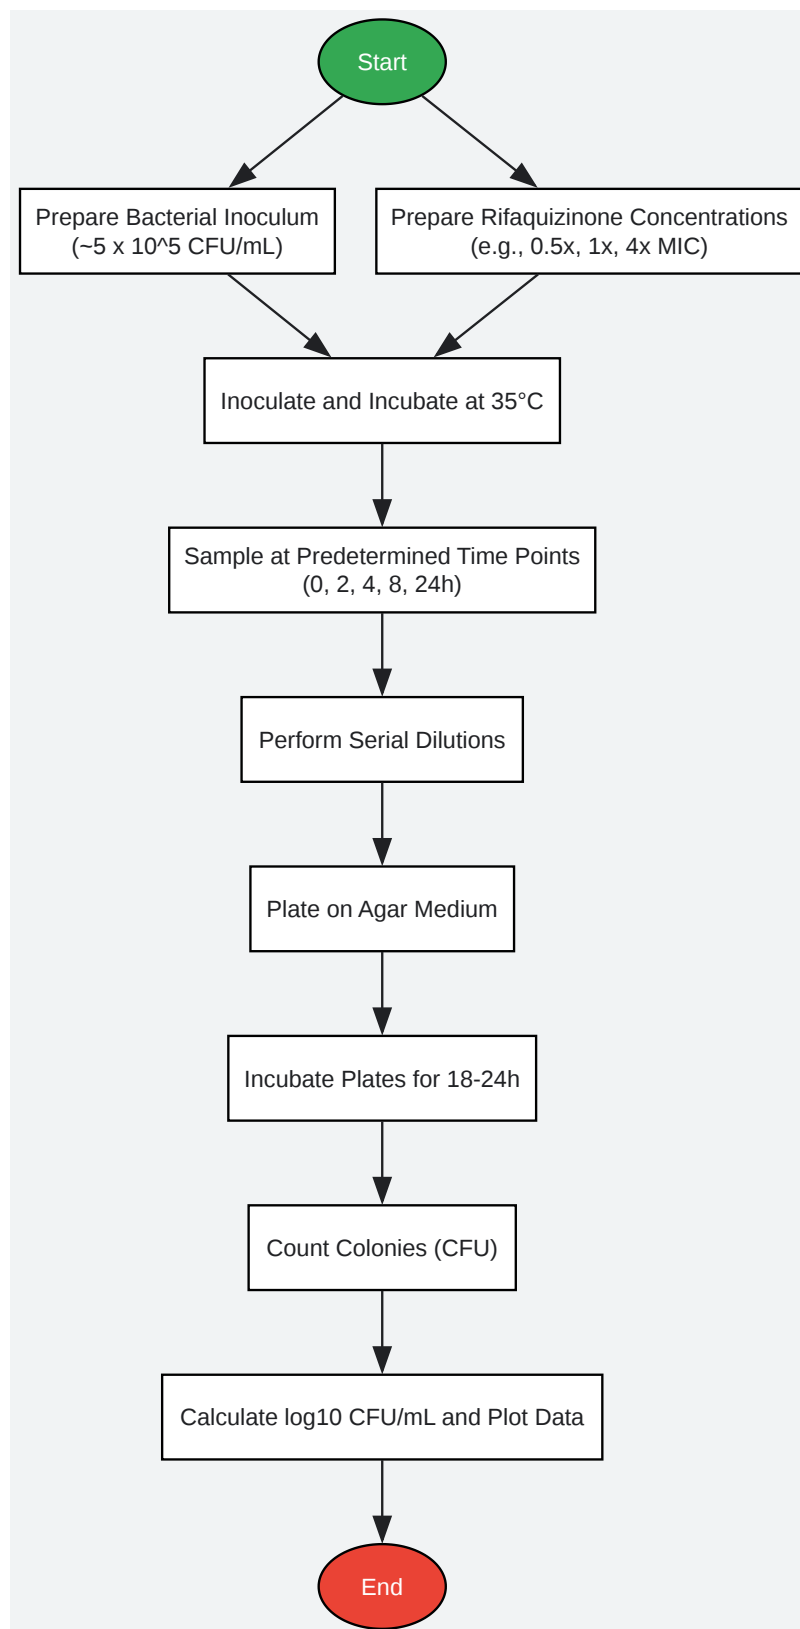 Start
Prepare Bacterial Inoculum
(~5 x 10^5 CFU/mL)
Prepare Rifaquizinone Concentrations
(e.g., 0.5x, 1x, 4x MIC)
Inoculate and Incubate at 35°C
Sample at Predetermined Time Points
(0, 2, 4, 8, 24h)
Perform Serial Dilutions
Plate on Agar Medium
Incubate Plates for 18-24h
Count Colonies (CFU)
Calculate log10 CFU/mL and Plot Data
End